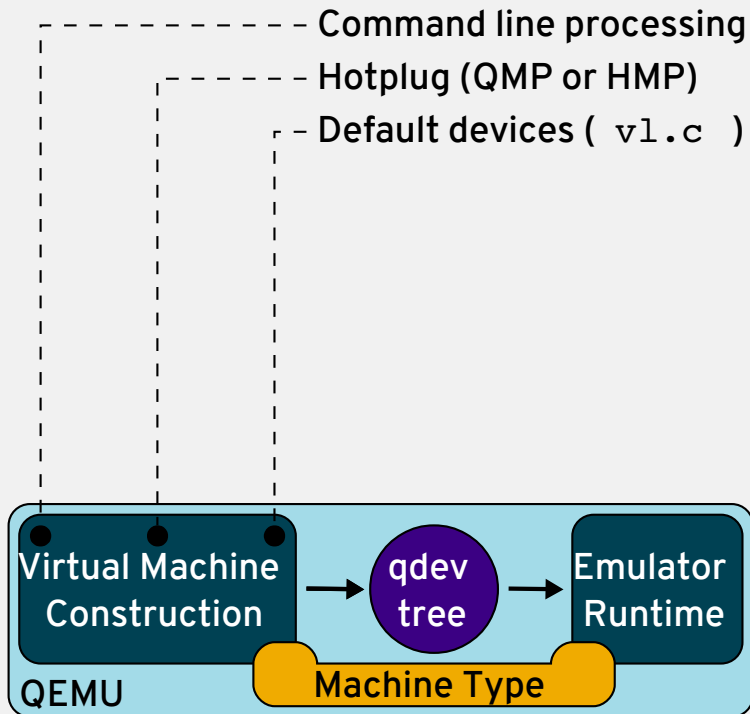 Command line processing
Hotplug (QMP or HMP)
Default devices ( vl.c )
Virtual Machine
Construction
qdev
tree
Emulator
Runtime
Machine Type
QEMU